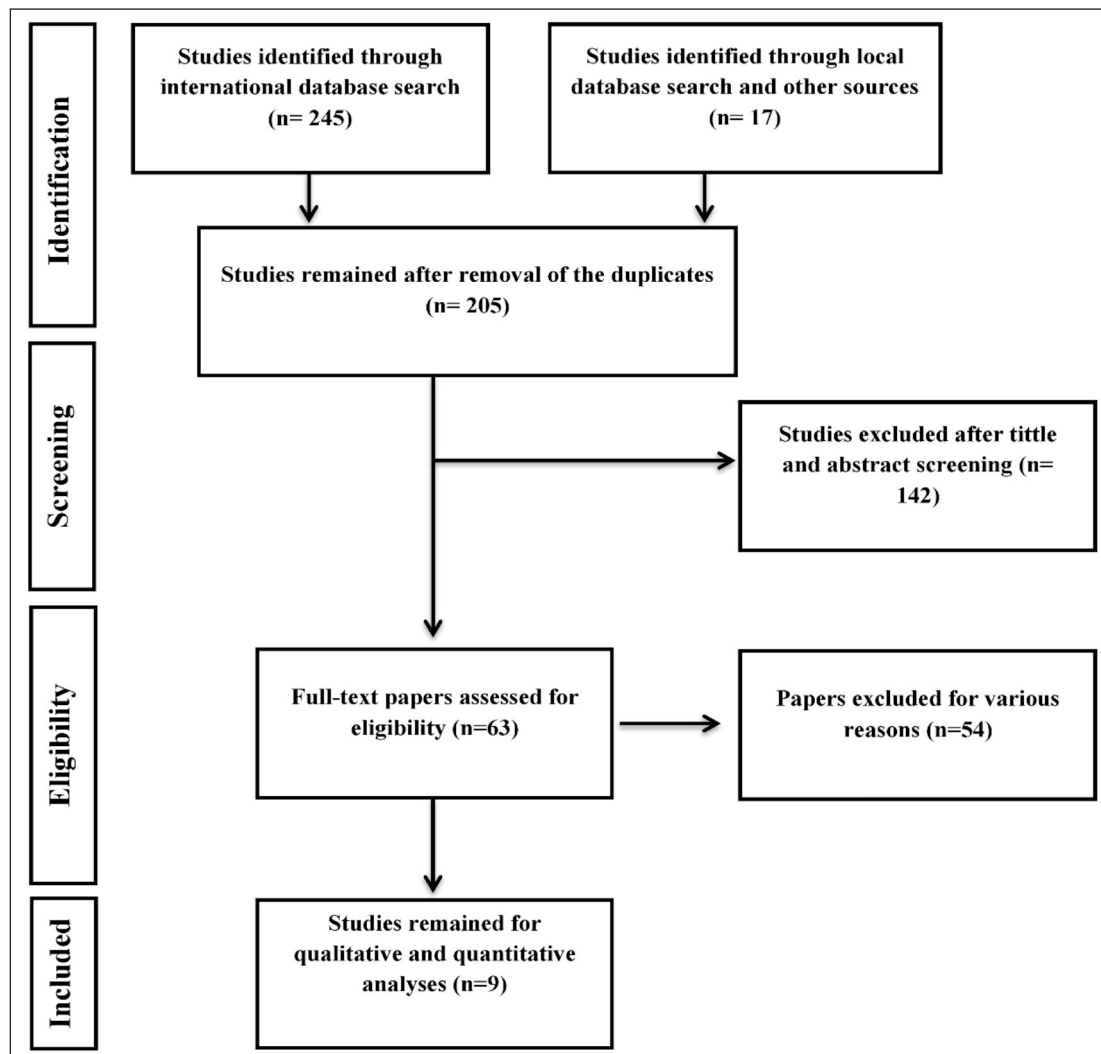 Identification
Studies identified through
international database search
(n= 245)
Studies identified through local
database search and other sources
(n= 17)
Studies remained after removal of the duplicates
(n= 205)
Screening
Studies excluded after tittle
and abstract screening (n=
142)
Eligibility
Full-text papers assessed for
eligibility (n=63)
Papers excluded for various
reasons (n=54)
Included
Studies remained for
qualitative and quantitative
analyses (n=9)